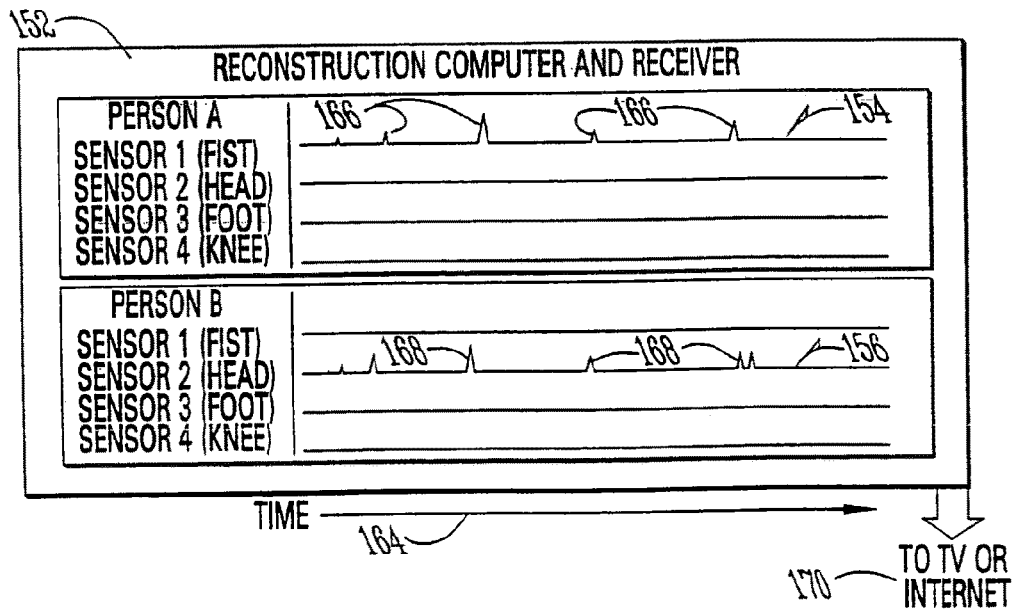 152
RECONSTRUCTION COMPUTER AND RECEIVER
PERSON A
166
166
154
SENSOR 1 (FIST)
SENSOR 2 (HEAD)
SENSOR 3 (FOOT)
SENSOR 4 (KNEE)
PERSON B
SENSOR 1 (FIST)
168
168
156
SENSOR 2 (HEAD)
SENSOR 3 (FOOT)
SENSOR 4 (KNEE)
TIME
164
170
TO TV OR
INTERNET